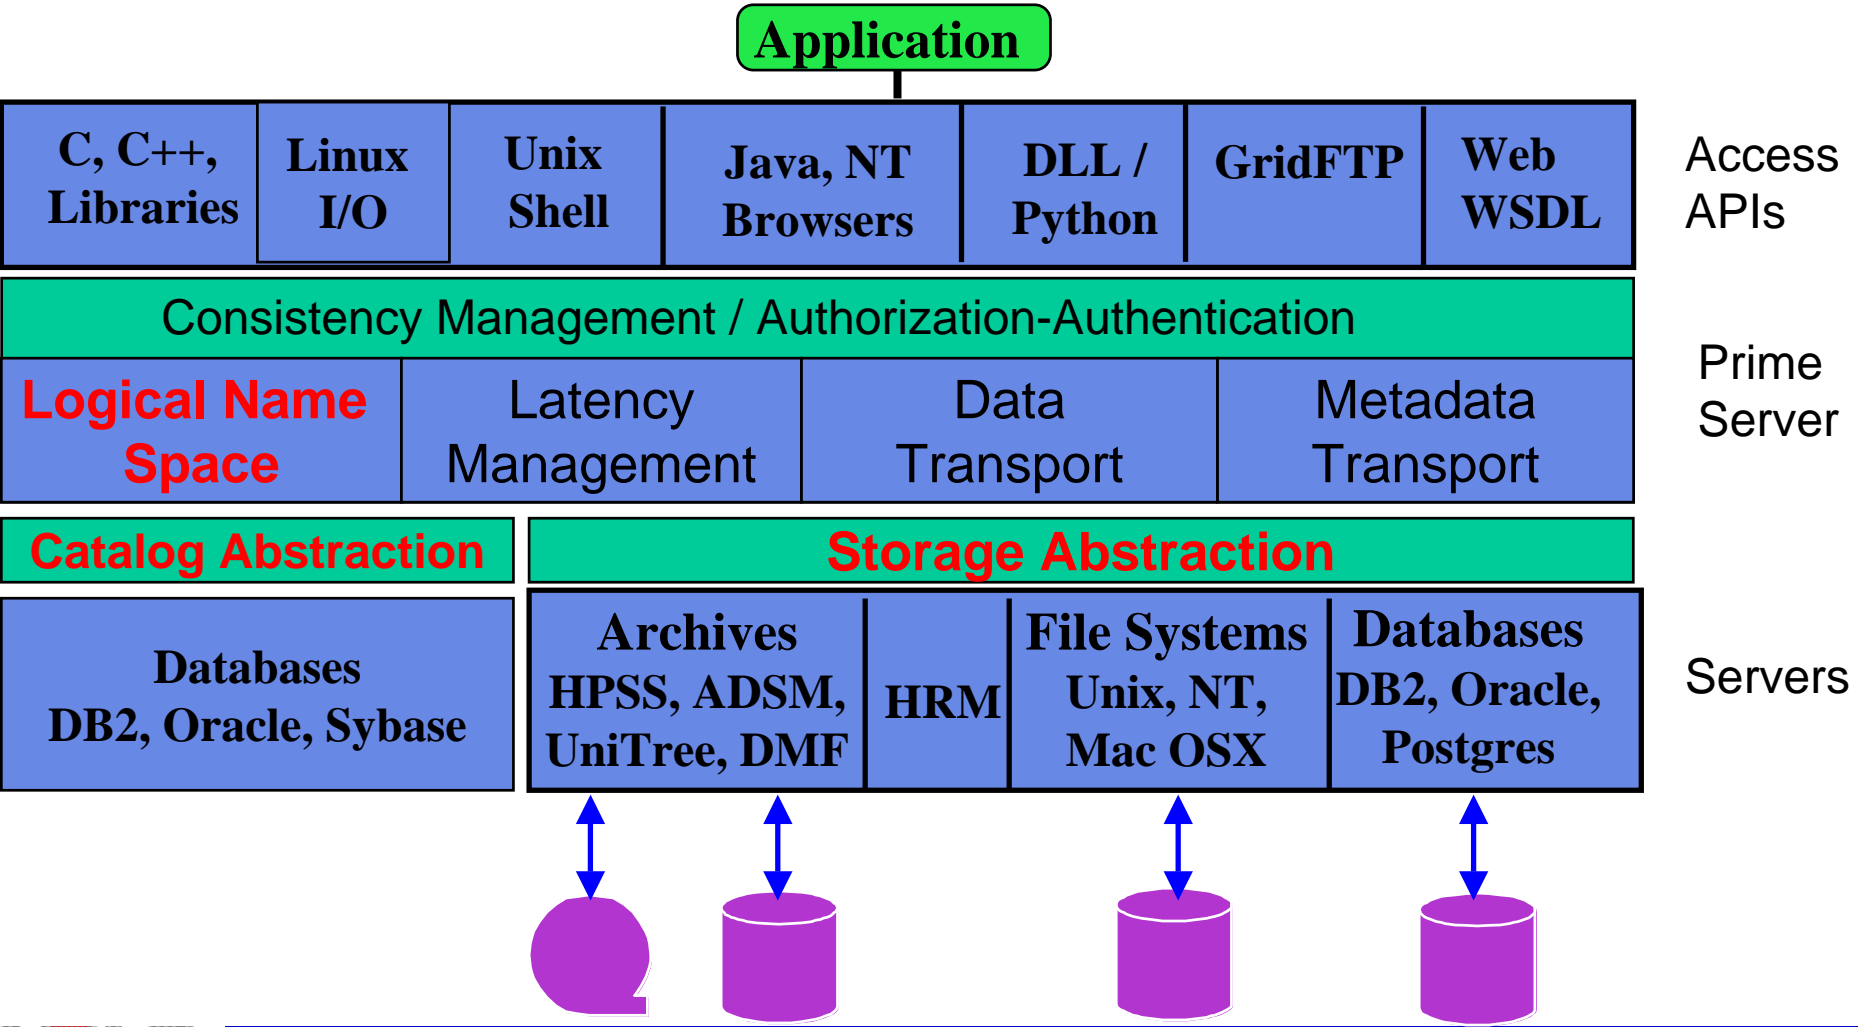 Application
C, C++,
Libraries
Linux
I/O
Unix
Shell
Java, NT
Browsers
DLL /
Python
GridFTP
Web
WSDL
Access
APIs
Consistency Management / Authorization-Authentication
Logical Name
Space
Latency
Management
Data
Transport
Metadata
Transport
Prime
Server
Catalog Abstraction
Storage Abstraction
Databases
DB2, Oracle, Sybase
Archives
HPSS, ADSM,
UniTree, DMF
HRM
File Systems
Unix, NT,
Mac OSX
Databases
DB2, Oracle,
Postgres
Servers